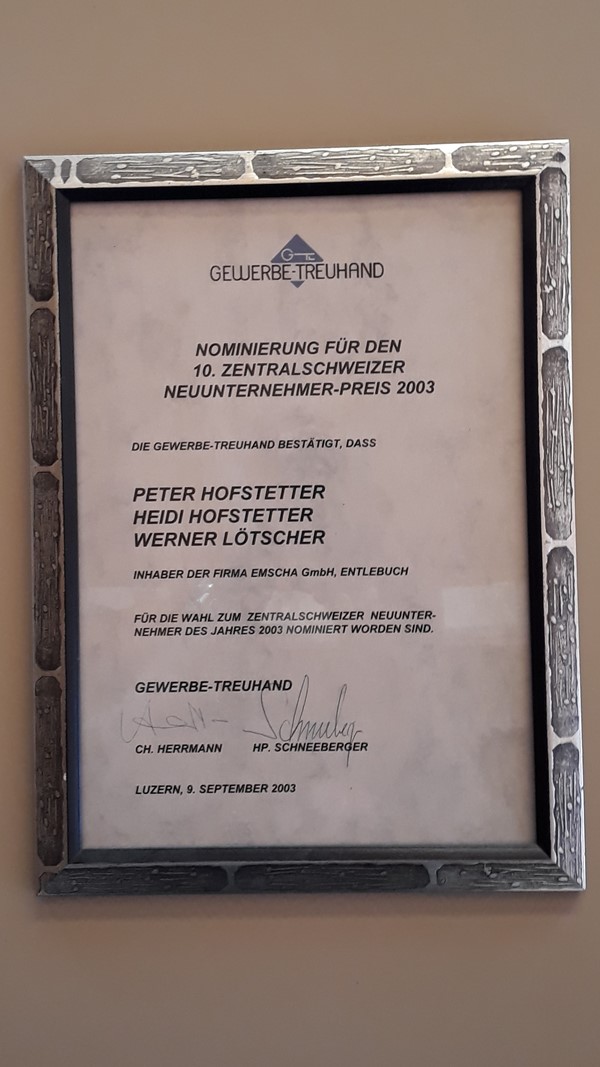 GEWERBE-TREUHAND
NOMINIERUNG FÜR DEN
10. ZENTRALSCHWEIZER
NEUUNTERNEHMER-PREIS 2003
DIE GEWERBE-TREUHAND BESTÄTIGT, DASS
PETER HOFSTETTER
HEIDI HOFSTETTER
WERNER LÖTSCHER
INHABER DER FIRMA EMSCHA GmbH, ENTLEBUCH
FÜR DIE WAHL ZUM ZENTRALSCHWEIZER NEUUNTER-
NEHMER DES JAHRES 2003 NOMINIERT WORDEN SIND.
GEWERBE-TREUHAND
CH. HERRMANN HP. SCHNEEBERGER
LUZERN, 9. SEPTEMBER 2003